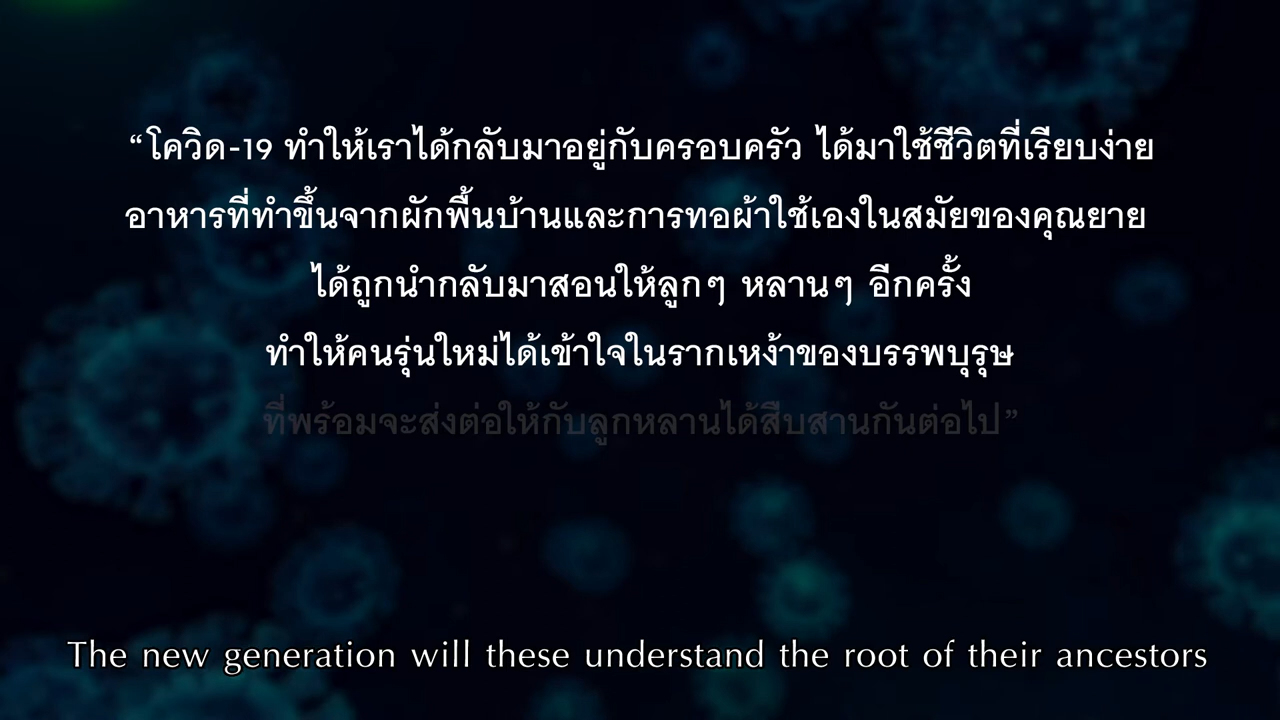 “โควิด-19 ทำให้เราได้กลับมาอยู่กับครอบครัว ได้มาใช้ชีวิตที่เรียบง่าย
อาหารที่ทำขึ้นจากผักพื้นบ้านและการทอผ้าใช้เองในสมัยของคุณยาย
ได้ถูกนำกลับมาสอนให้ลูกๆ หลานๆ อีกครั้ง
ทำให้คนรุ่นใหม่ได้เข้าใจในรากเหง้าของบรรพบุรุษ
ที่พร้อมจะส่งต่อให้กับลูกหลานได้สืบสานกันต่อไป”
The new generation will these understand the root of their ancestors